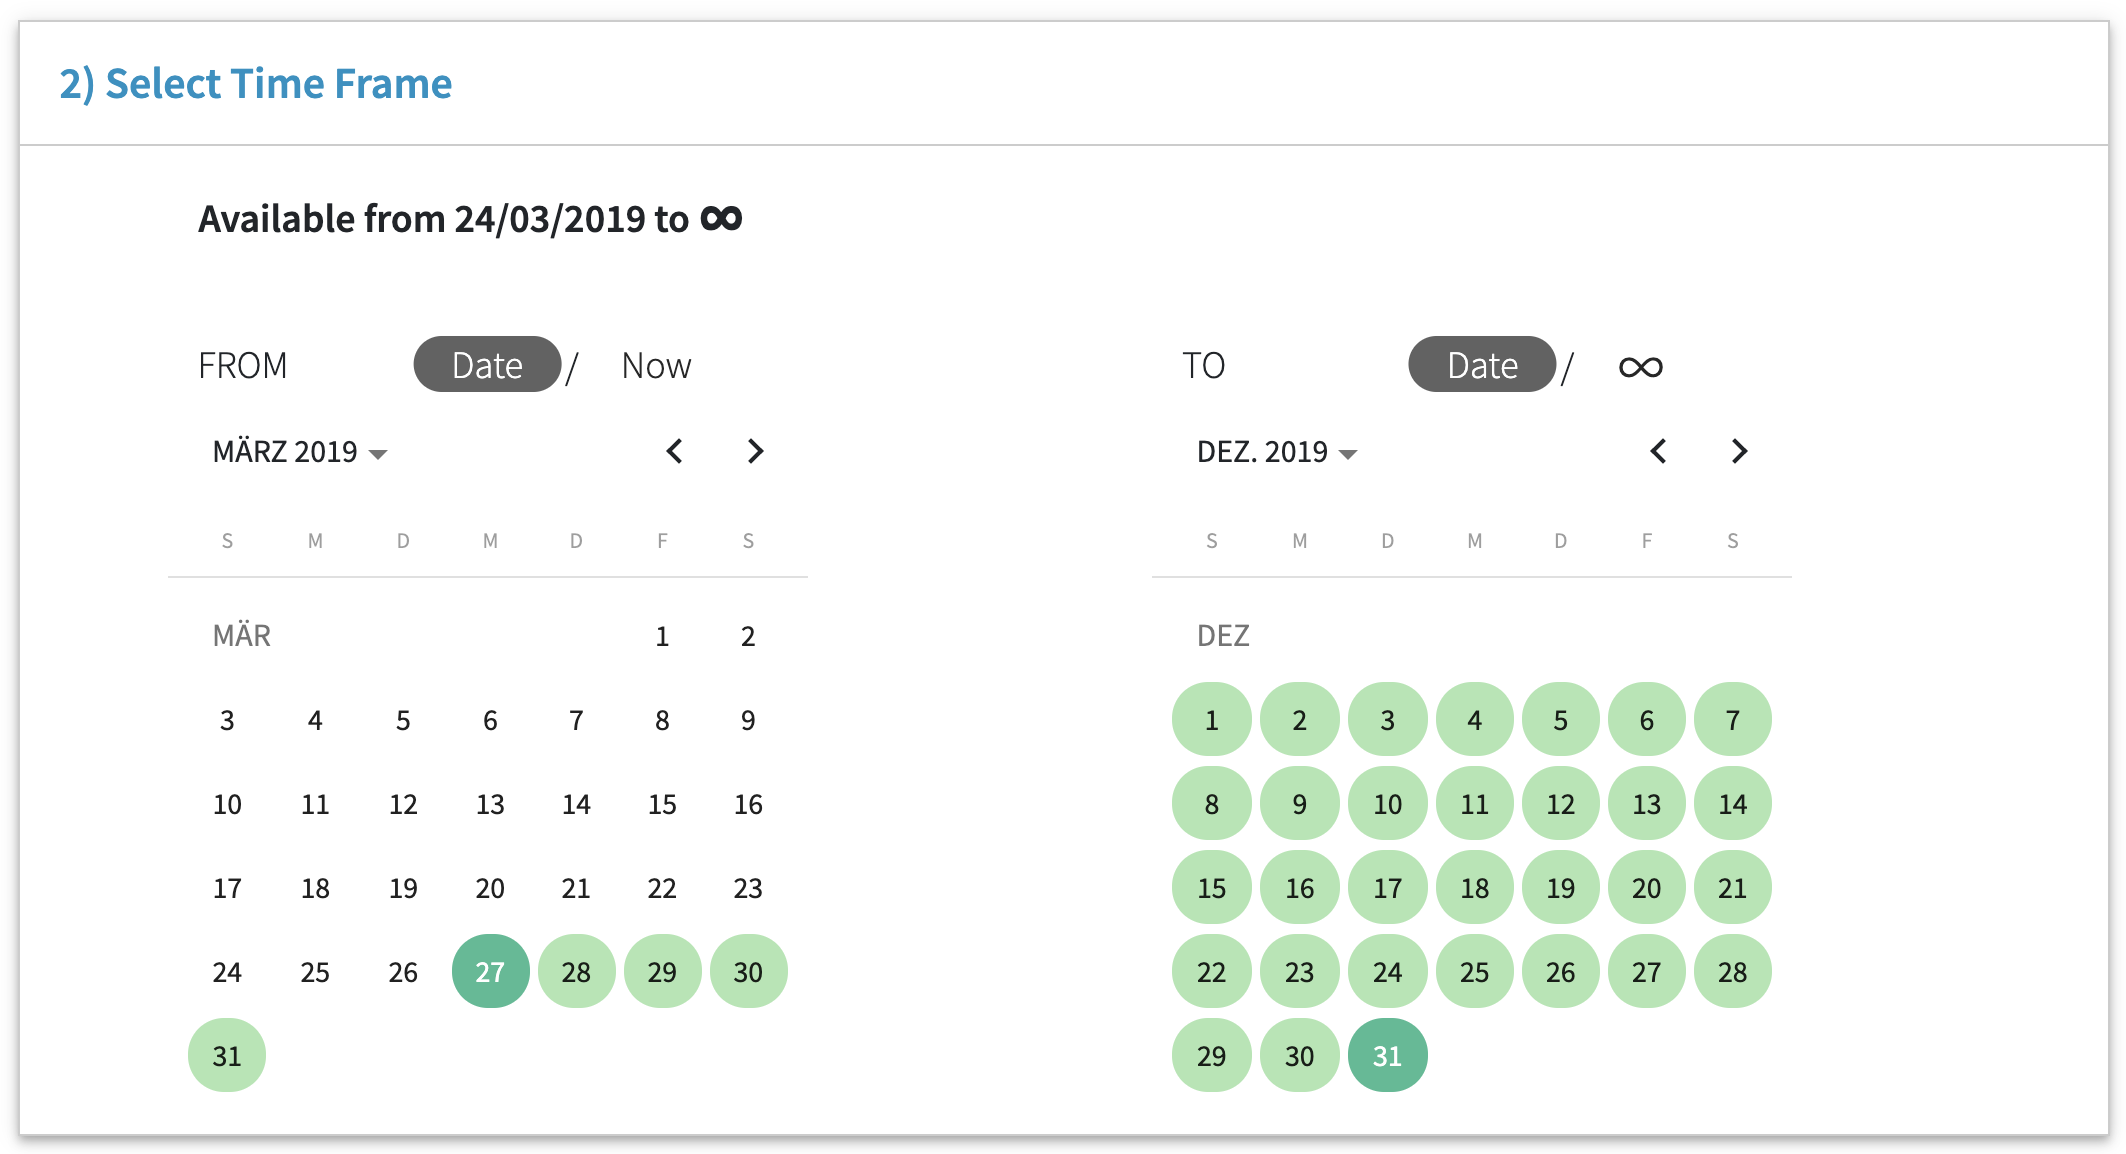 2) Select Time Frame
Available from 24/03/2019 to ∞
FROM Date / Now
MÄRZ 2019
S M D M D F S
MÄR 1 2
3 4 5 6 7 8 9
10 11 12 13 14 15 16
17 18 19 20 21 22 23
24 25 26 27 28 29 30
31
TO Date / ∞
DEZ. 2019
S M D M D F S
DEZ
1 2 3 4 5 6 7
8 9 10 11 12 13 14
15 16 17 18 19 20 21
22 23 24 25 26 27 28
29 30 31